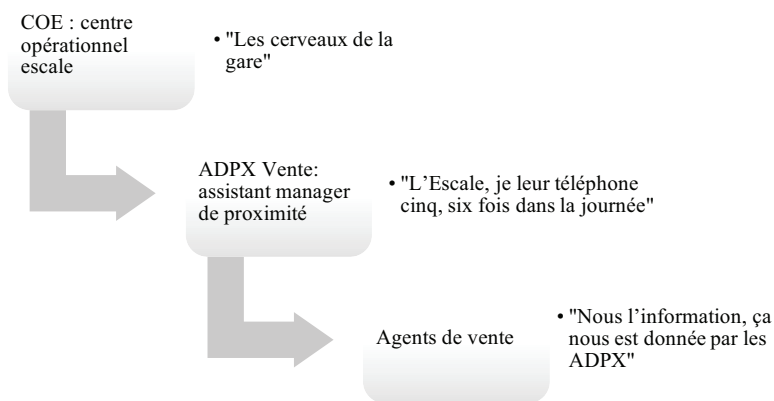 COE : centre
opérationnel
escale
• "Les cerveaux de la
gare"
ADPX Vente:
assistant manager
de proximité
• "L’Escale, je leur téléphone
cinq, six fois dans la journée"
Agents de vente
• "Nous l’information, ça
nous est donnée par les
ADPX"